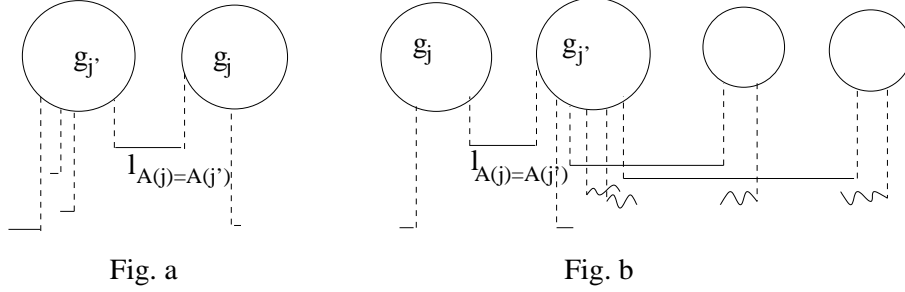 g_j' g_j g_j g_j'
l_A(j)=A(j') l_A(j)=A(j')
Fig. a Fig. b